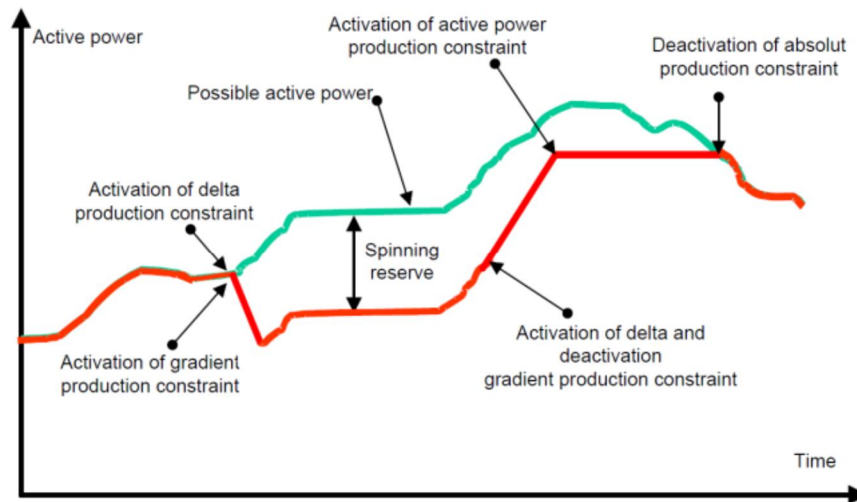 Active power
Activation of active power
production constraint
Deactivation of absolut
production constraint
Possible active power
Activation of delta
production constraint
Spinning
reserve
Activation of gradient
production constraint
Activation of delta and
deactivation
gradient production constraint
Time